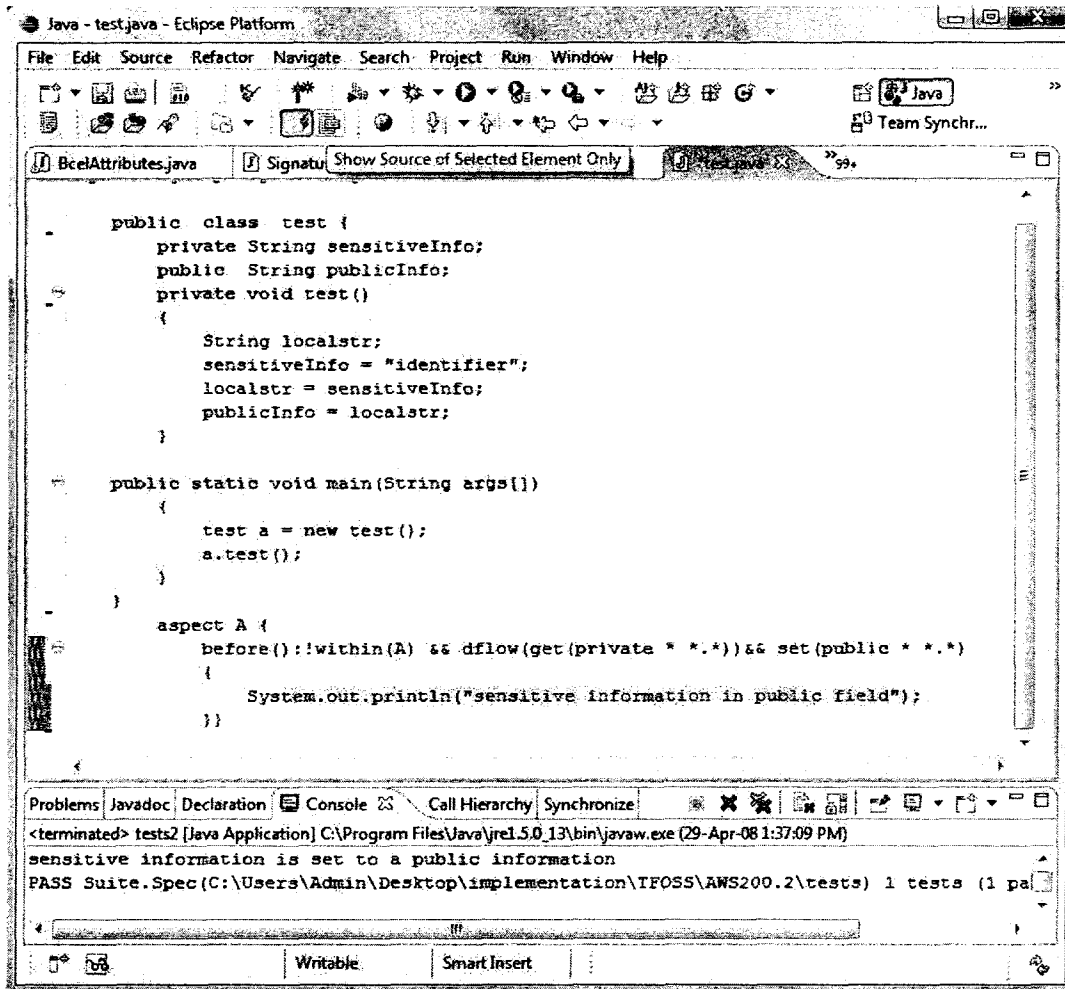 Java - test.java - Eclipse Platform
File Edit Source Refactor Navigate Search Project Run Window Help
Java
Team Synchr...
BcelAttributes.java Signatu Show Source of Selected Element Only *test.java 99+
public class test {
private String sensitiveInfo;
public String publicInfo;
private void test()
{
String localstr;
sensitiveInfo = "identifier";
localstr = sensitiveInfo;
publicInfo = localstr;
}
public static void main(String args[])
{
test a = new test();
a.test();
}
}
aspect A {
before():!within(A) && dflow(get(private * *.*))&& set(public * *.*)
{
System.out.println("sensitive information in public field");
}}
Problems Javadoc Declaration Console Call Hierarchy Synchronize
<terminated> tests2 [Java Application] C:\Program Files\Java\jre1.5.0_13\bin\javaw.exe (29-Apr-08 1:37:09 PM)
sensitive information is set to a public information
PASS Suite.Spec(C:\Users\Admin\Desktop\implementation\TFOSS\AWS200.2\tests) 1 tests (1 pa
Writable Smart Insert